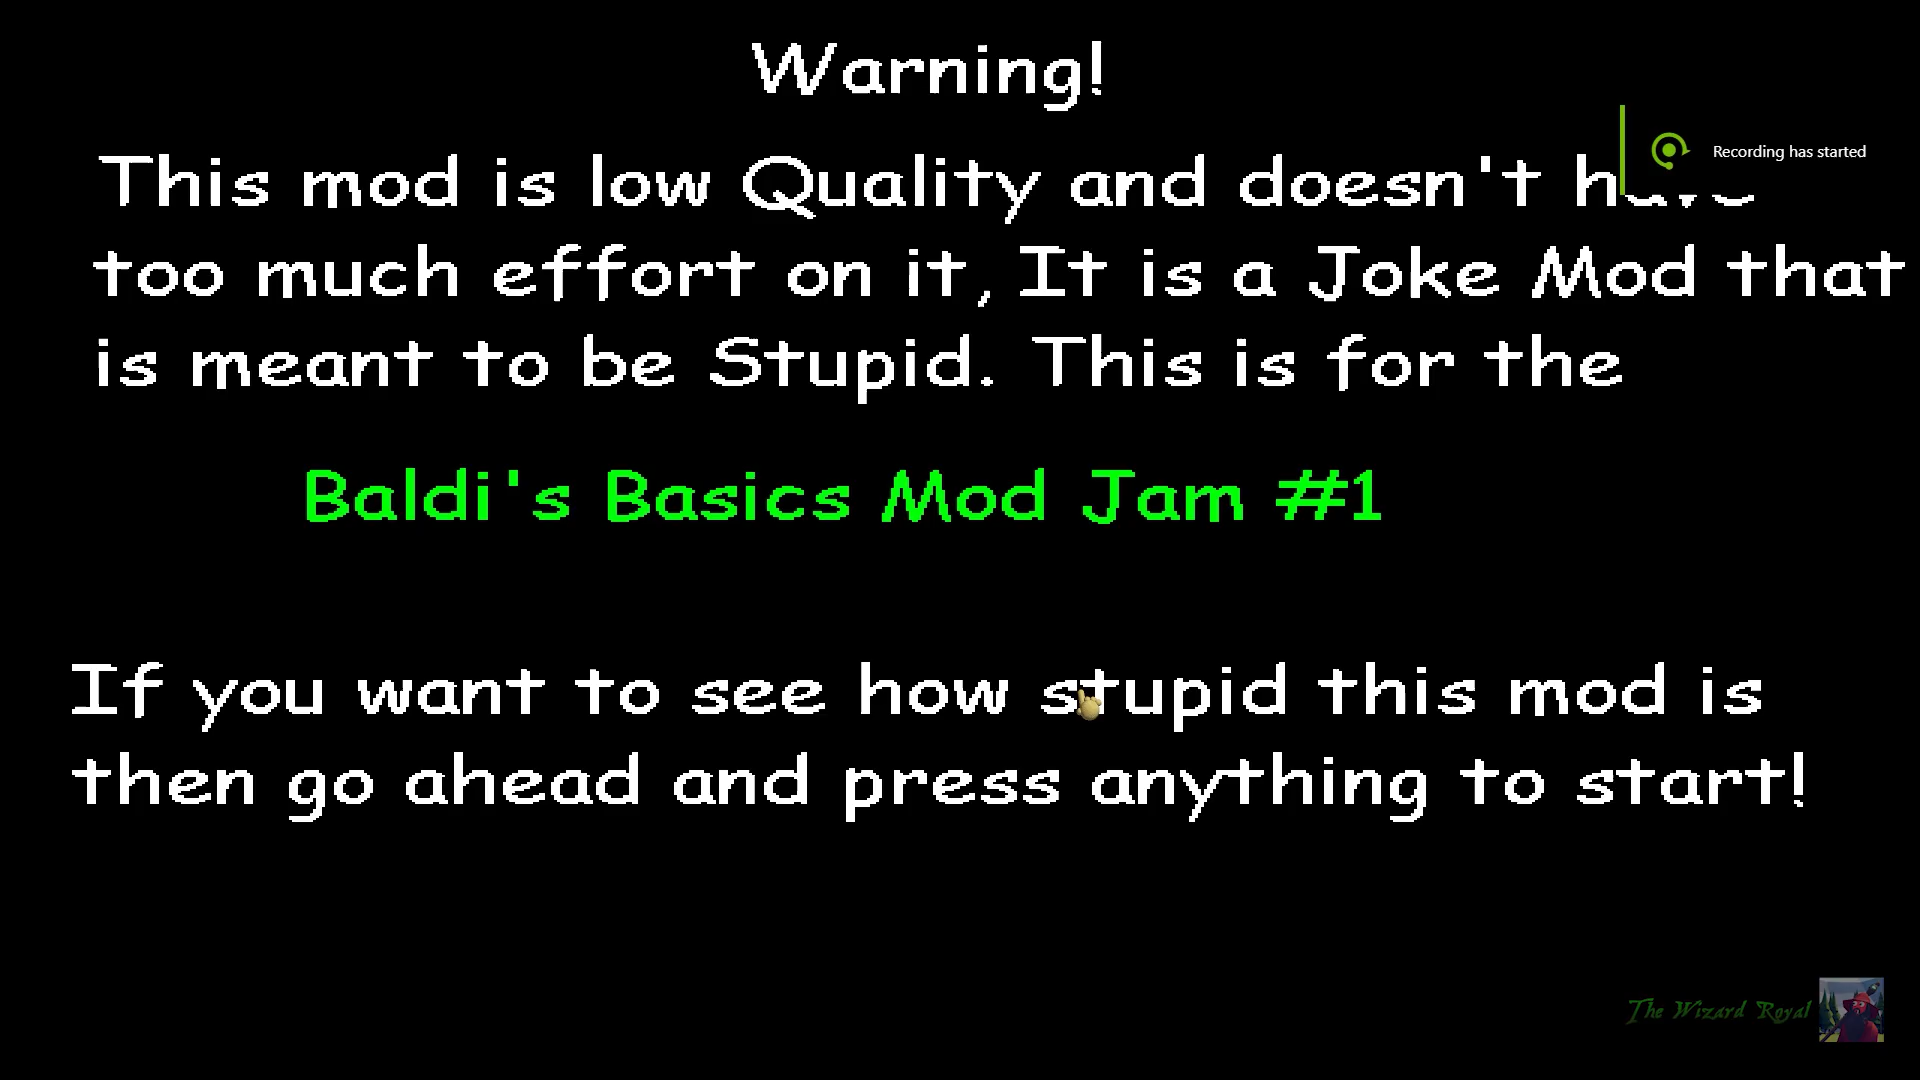 Warning!
Recording has started
This mod is low Quality and doesn't
too much effort on it, It is a Joke Mod that
is meant to be Stupid. This is for the
Baldi's Basics Mod Jam #1
If you want to see how stupid this mod is
then go ahead and press anything to start!
The Wizard Royal